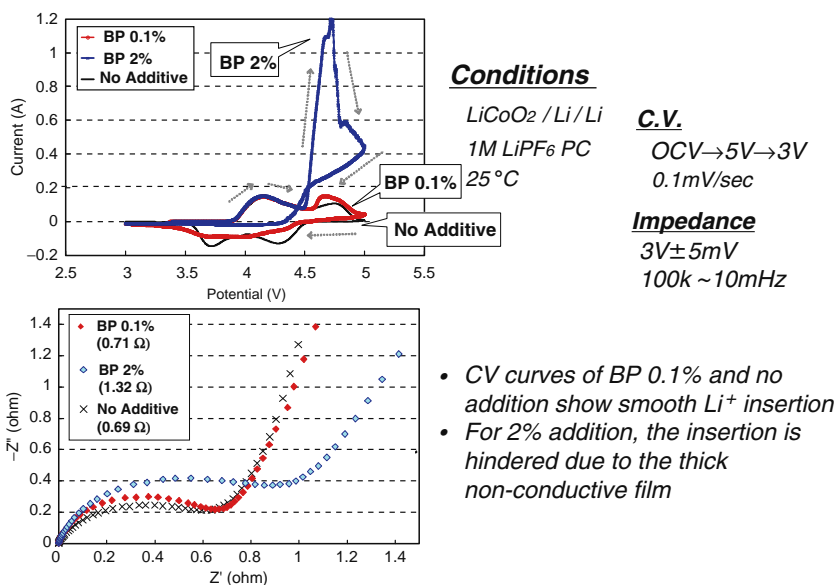 1.2
1
0.8
0.6
0.4
0.2
0
−0.2
Current (A)
BP 0.1%
BP 2%
No Additive
BP 2%
BP 0.1%
No Additive
2.5 3 3.5 4 4.5 5 5.5
Potential (V)
Conditions
LiCoO2 / Li / Li
1M LiPF6 PC
25°C
C.V.
OCV→5V→3V
0.1mV/sec
Impedance
3V±5mV
100k ~10mHz
1.4
1.2
1
0.8
0.6
0.4
0.2
0
−Z" (ohm)
BP 0.1%
(0.71 Ω)
BP 2%
(1.32 Ω)
No Additive
(0.69 Ω)
0 0.2 0.4 0.6 0.8 1 1.2 1.4
Z' (ohm)
• CV curves of BP 0.1% and no
addition show smooth Li+ insertion
• For 2% addition, the insertion is
hindered due to the thick
non-conductive film